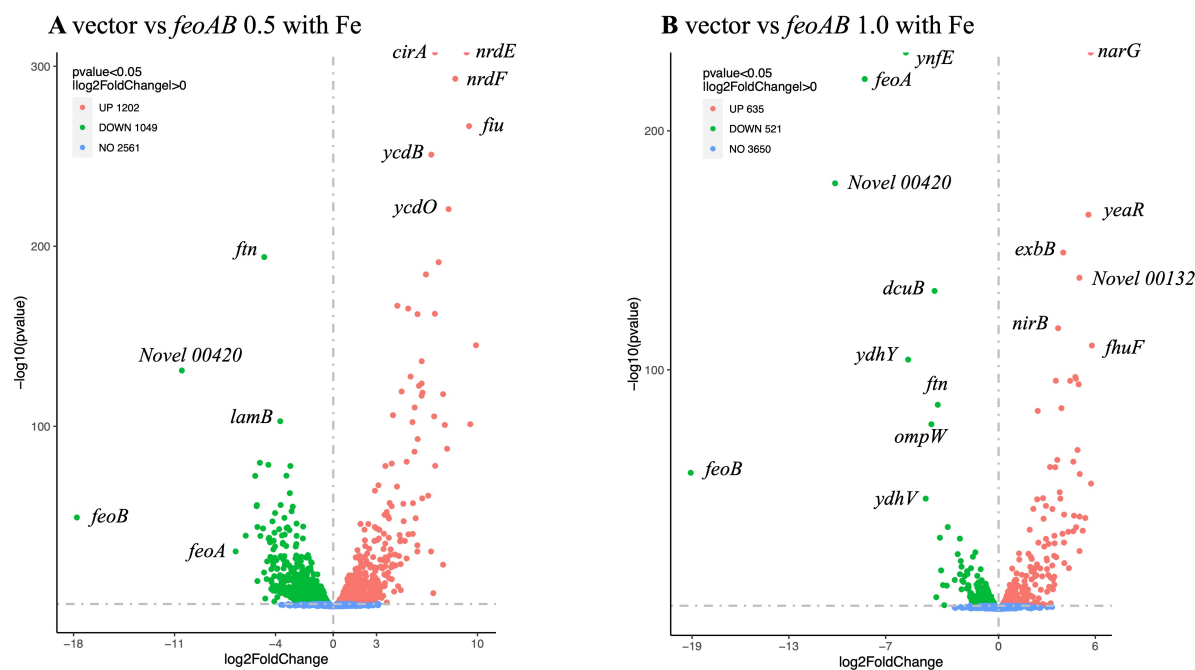 A vector vs feoAB 0.5 with Fe
300
200
100
−log10(pvalue)
pvalue<0.05
|log2FoldChange|>0
UP 1202
DOWN 1049
NO 2561
cirA
nrdE
nrdF
fiu
ycdB
ycdO
ftn
Novel 00420
lamB
feoB
feoA
−18
−11
−4
0
3
10
log2FoldChange
B vector vs feoAB 1.0 with Fe
200
100
−log10(pvalue)
pvalue<0.05
|log2FoldChange|>0
UP 635
DOWN 521
NO 3650
ynfE
narG
feoA
Novel 00420
yeaR
exbB
Novel 00132
dcuB
nirB
fhuF
ydhY
ftn
ompW
feoB
ydhV
−19
−13
−7
0
6
log2FoldChange